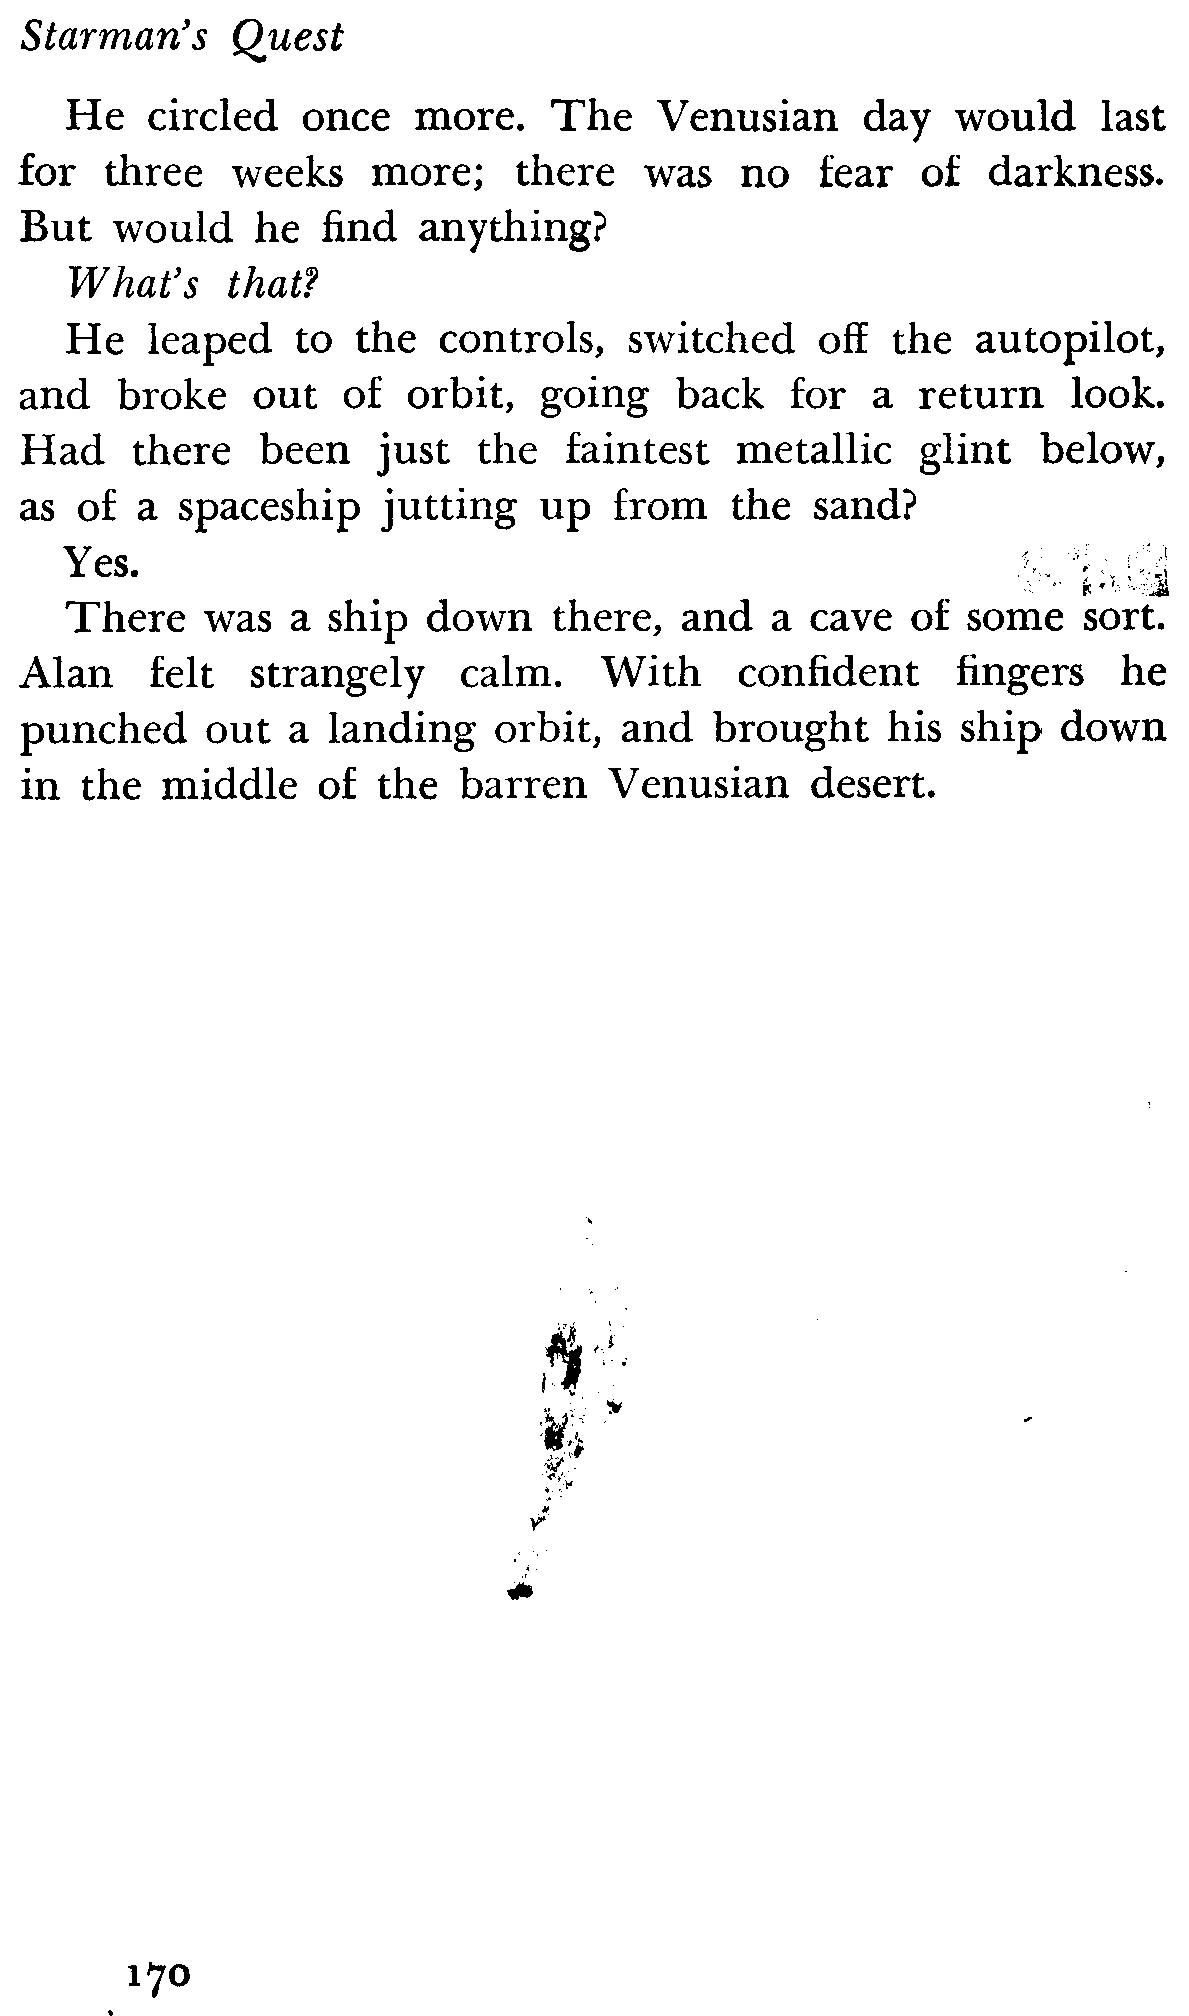 Starman's Quest
He circled once more. The Venusian day would last
for three weeks more; there was no fear of darkness.
But would he find anything?
What's that?
He leaped to the controls, switched off the autopilot,
and broke out of orbit, going back for a return look.
Had there been just the faintest metallic glint below,
as of a spaceship jutting up from the sand?
Yes.
There was a ship down there, and a cave of some sort.
Alan felt strangely calm. With confident fingers he
punched out a landing orbit, and brought his ship down
in the middle of the barren Venusian desert.
170